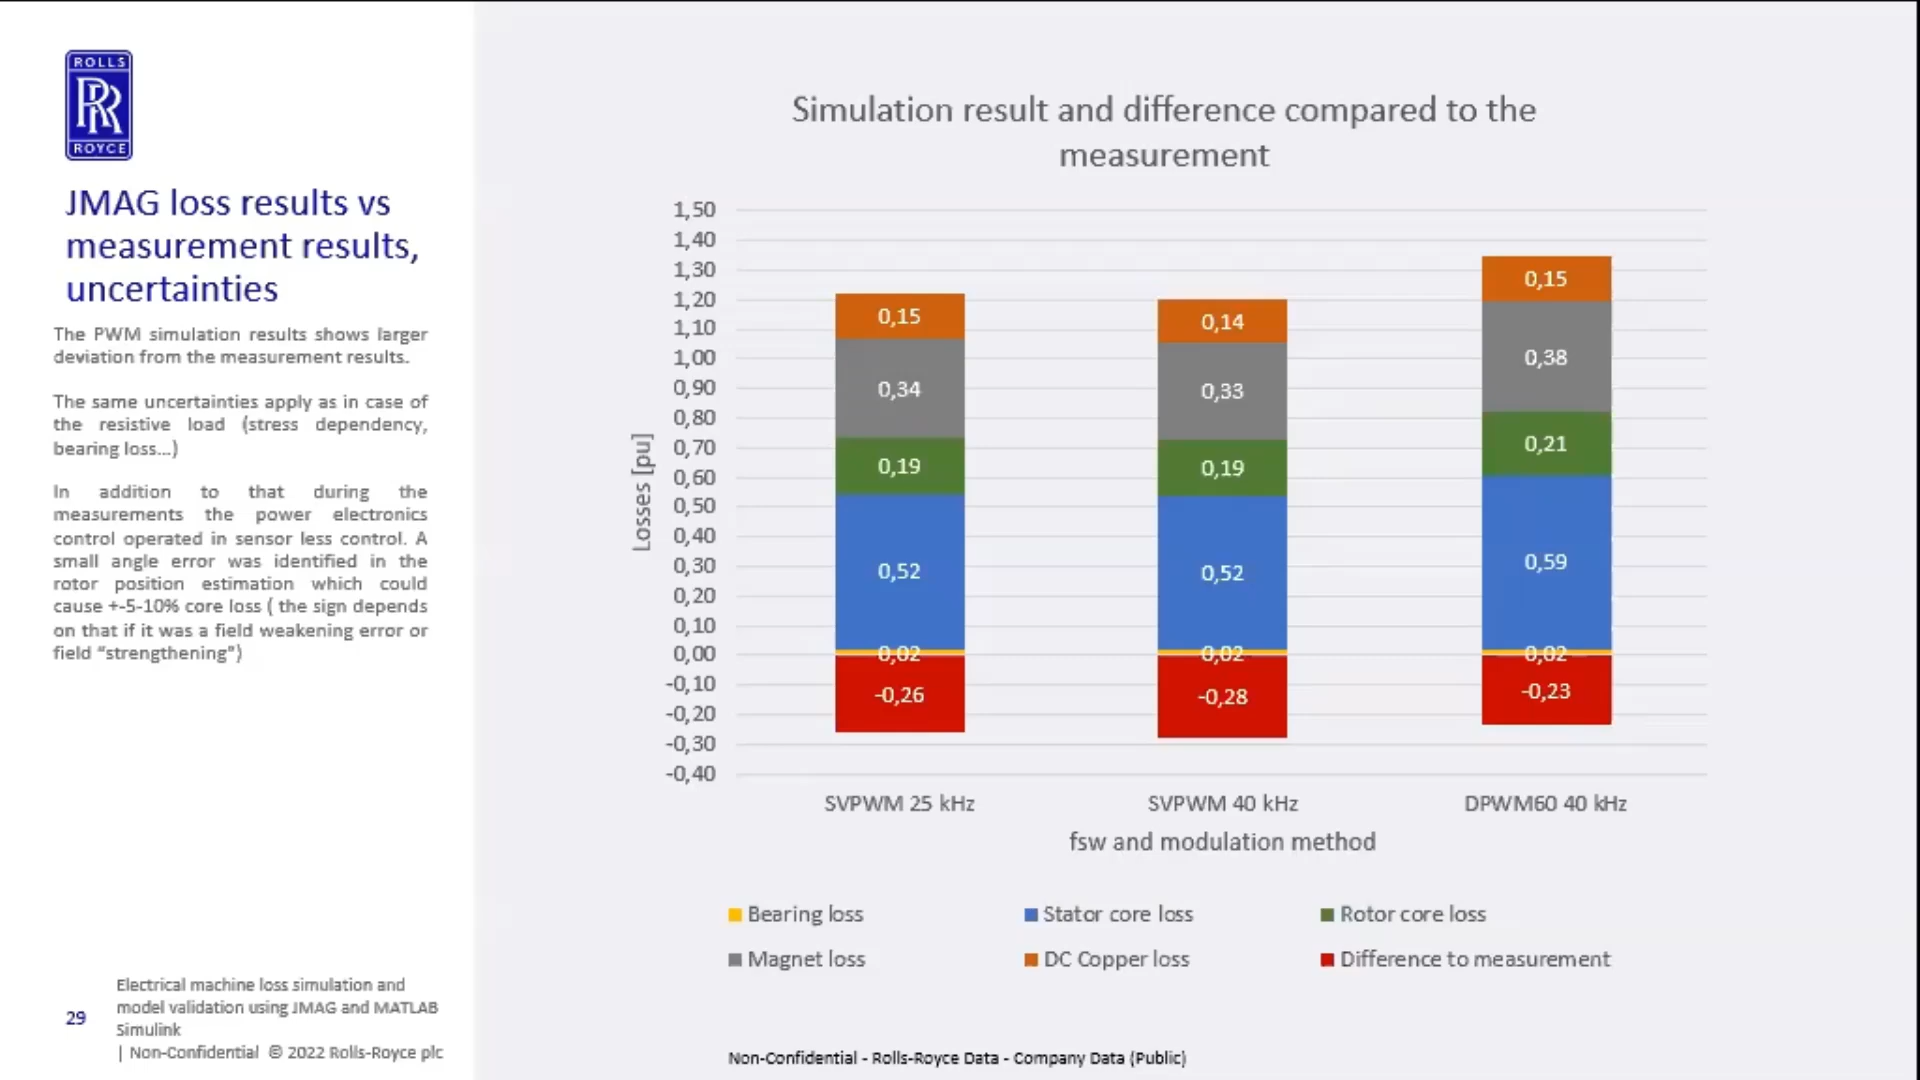 ROLLS
RR
ROYCE
JMAG loss results vs
measurement results,
uncertainties
The PWM simulation results shows larger
deviation from the measurement results.
The same uncertainties apply as in case of
the resistive load (stress dependency,
bearing loss...)
In addition to that during the
measurements the power electronics
control operated in sensor less control. A
small angle error was identified in the
rotor position estimation which could
cause +-5-10% core loss ( the sign depends
on that if it was a field weakening error or
field “strengthening”)
29
Electrical machine loss simulation and
model validation using JMAG and MATLAB
Simulink
| Non-Confidential © 2022 Rolls-Royce plc
Simulation result and difference compared to the
measurement
Losses [pu]
1,50
1,40
1,30
1,20
1,10
1,00
0,90
0,80
0,70
0,60
0,50
0,40
0,30
0,20
0,10
0,00
-0,10
-0,20
-0,30
-0,40
0,15
0,34
0,19
0,52
0,02
-0,26
0,14
0,33
0,19
0,52
0,02
-0,28
0,15
0,38
0,21
0,59
0,02
-0,23
SVPWM 25 kHz
SVPWM 40 kHz
DPWM60 40 kHz
fsw and modulation method
Bearing loss
Stator core loss
Rotor core loss
Magnet loss
DC Copper loss
Difference to measurement
Non-Confidential - Rolls-Royce Data - Company Data (Public)